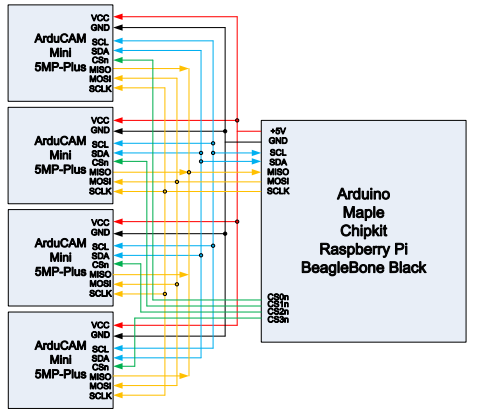 ArduCAM
Mini
5MP-Plus
VCC
GND
SCL
SDA
CSn
MISO
MOSI
SCLK
ArduCAM
Mini
5MP-Plus
VCC
GND
SCL
SDA
CSn
MISO
MOSI
SCLK
ArduCAM
Mini
5MP-Plus
VCC
GND
SCL
SDA
CSn
MISO
MOSI
SCLK
ArduCAM
Mini
5MP-Plus
VCC
GND
SCL
SDA
CSn
MISO
MOSI
SCLK
+5V
GND
SCL
SDA
MISO
MOSI
SCLK
Arduino
Maple
Chipkit
Raspberry Pi
BeagleBone Black
CS0n
CS1n
CS2n
CS3n